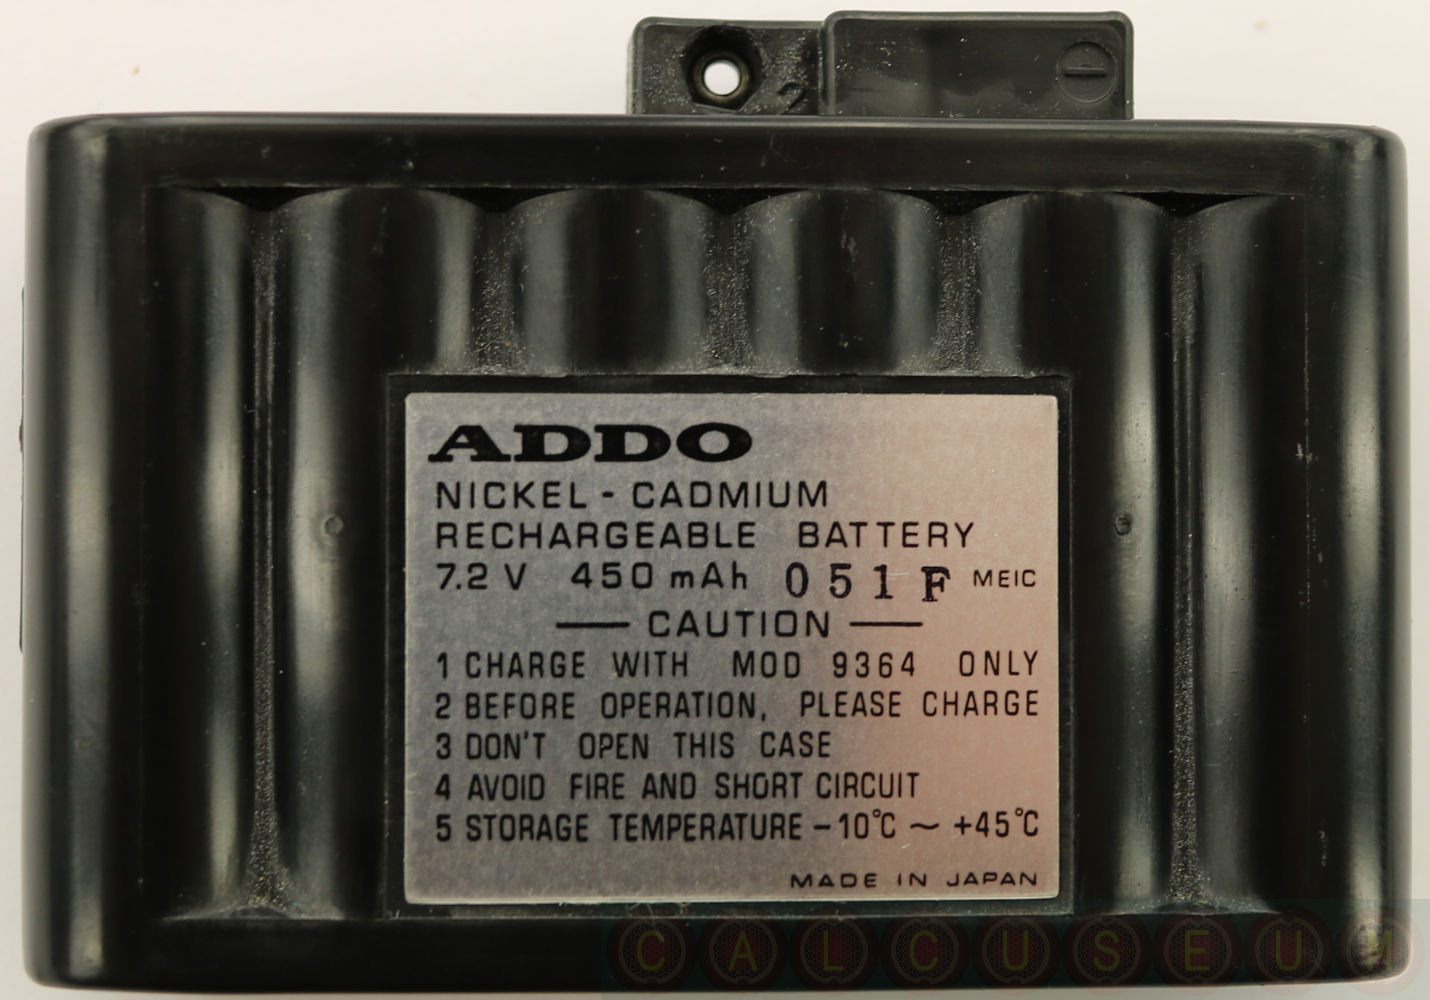 2
ADDO
NICKEL - CADMIUM
RECHARGEABLE BATTERY
7.2 V 450 mAh 051F MEIC
— CAUTION —
1 CHARGE WITH MOD 9364 ONLY
2 BEFORE OPERATION, PLEASE CHARGE
3 DON'T OPEN THIS CASE
4 AVOID FIRE AND SHORT CIRCUIT
5 STORAGE TEMPERATURE -10°C ~ +45°C
MADE IN JAPAN
CALCUSEUM